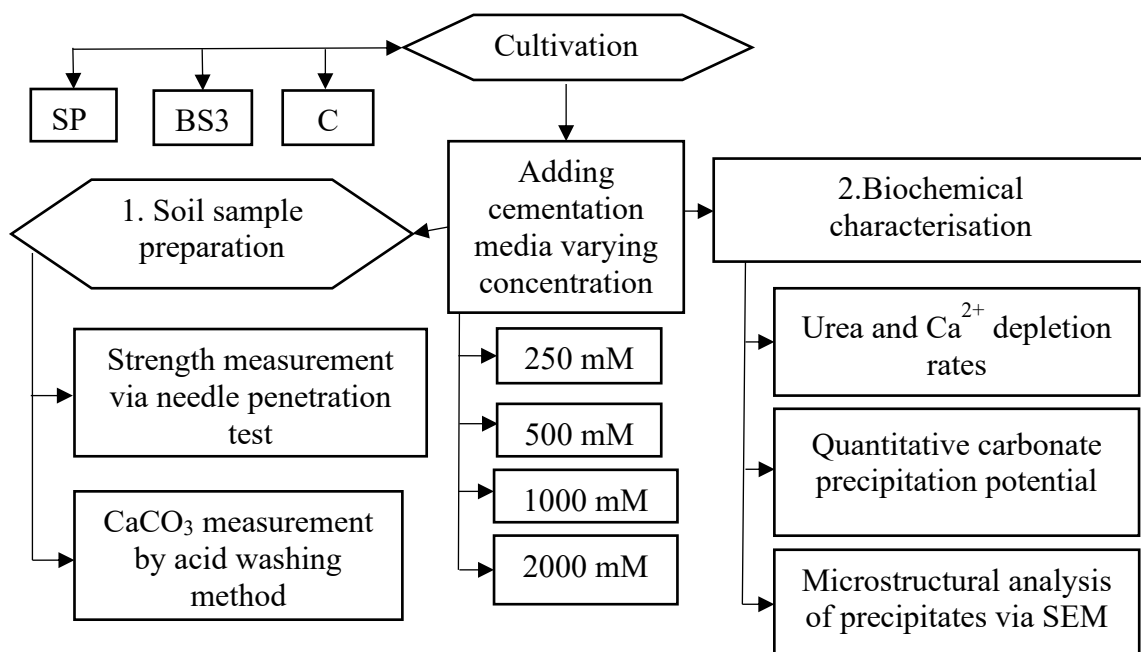 Cultivation
SP
BS3
C
Adding
cementation
media varying
concentration
1. Soil sample
preparation
2.Biochemical
characterisation
Strength measurement
via needle penetration
test
CaCO₃ measurement
by acid washing
method
250 mM
500 mM
1000 mM
2000 mM
Urea and Ca²⁺ depletion
rates
Quantitative carbonate
precipitation potential
Microstructural analysis
of precipitates via SEM